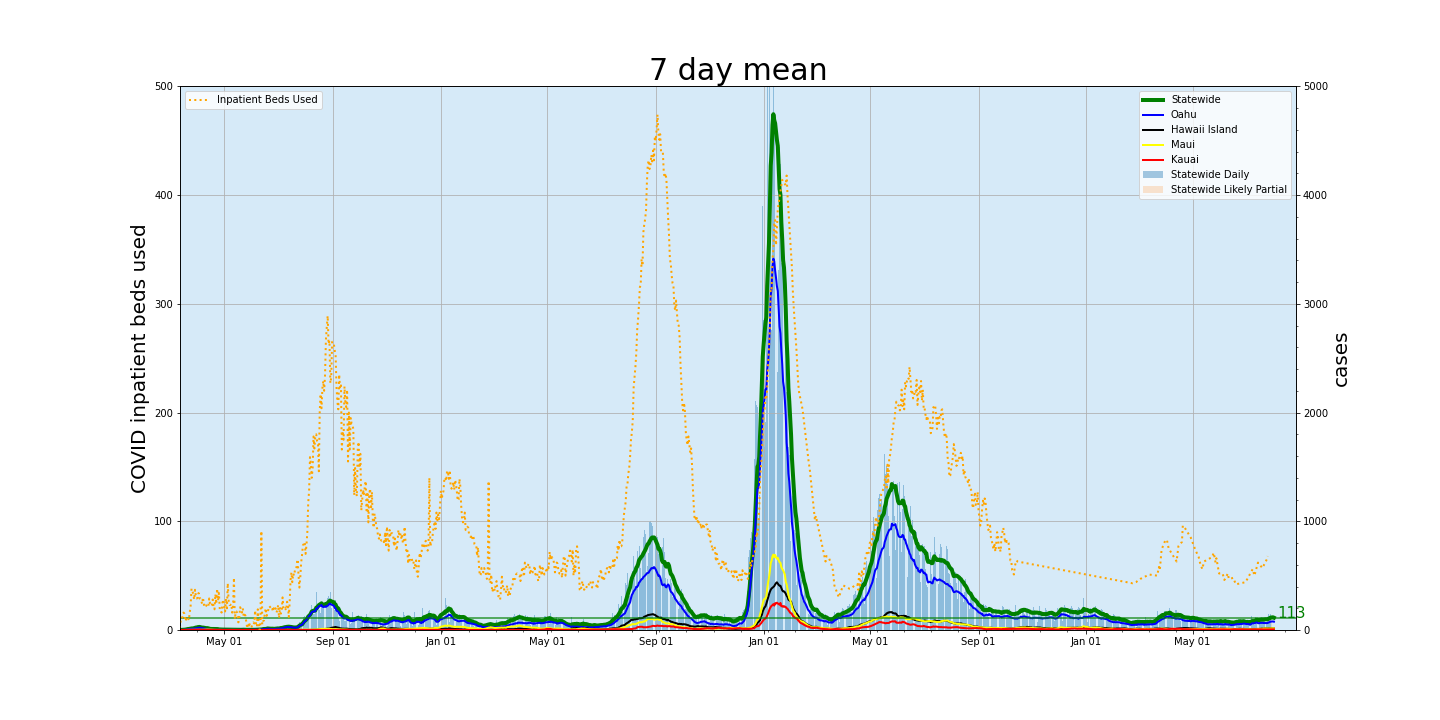 7 day mean
COVID inpatient beds used
500
400
300
200
100
0
Inpatient Beds Used
Statewide
Oahu
Hawaii Island
Maui
Kauai
Statewide Daily
Statewide Likely Partial
5000
4000
3000
2000
1000
0
cases
113
May 01 Sep 01 Jan 01 May 01 Sep 01 Jan 01 May 01 Sep 01 Jan 01 May 01